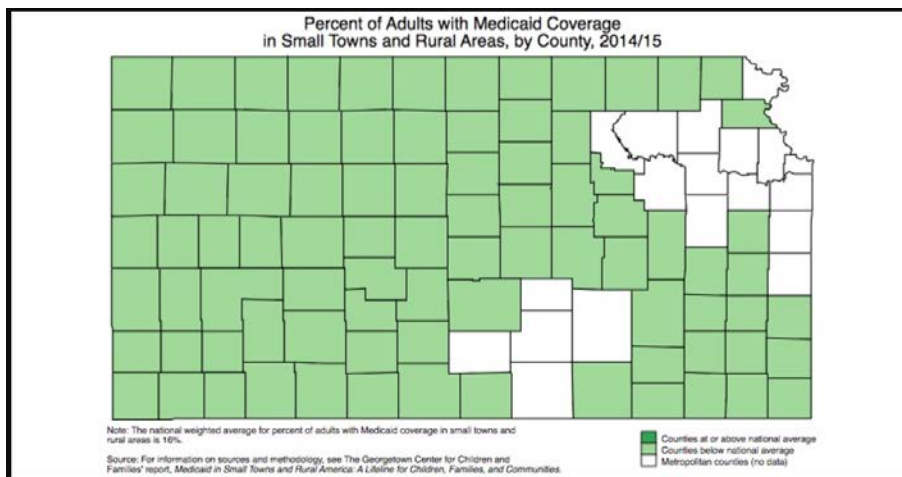 Percent of Adults with Medicaid Coverage
in Small Towns and Rural Areas, by County, 2014/15
Note: The national weighted average for percent of adults with Medicaid coverage in small towns and
rural areas is 16%.
Source: For information on sources and methodology, see The Georgetown Center for Children and
Families' report, Medicaid in Small Towns and Rural America: A Lifeline for Children, Families, and Communities.
Counties at or above national average
Counties below national average
Metropolitan counties (no data)